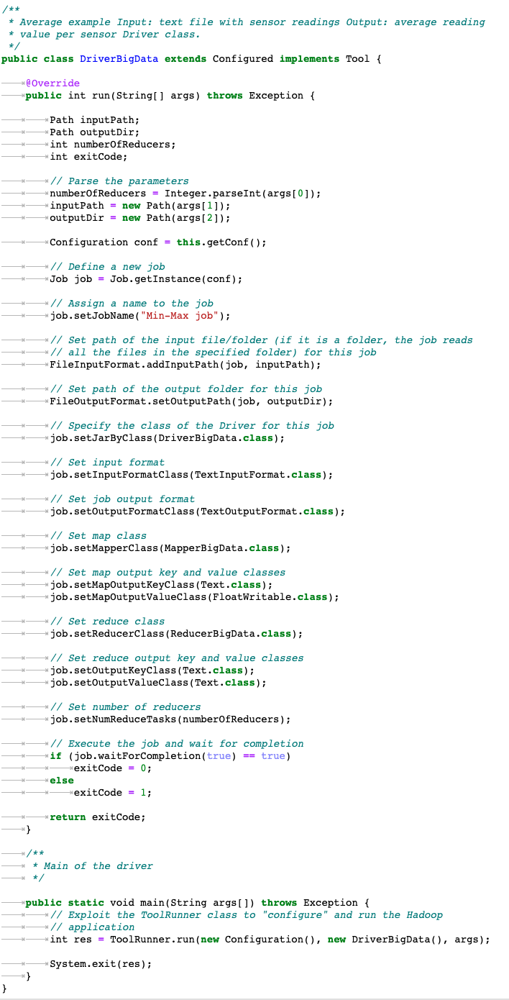 /**
 * Average example Input: text file with sensor readings Output: average reading
 * value per sensor Driver class.
 */
public class DriverBigData extends Configured implements Tool {

	@Override
	public int run(String[] args) throws Exception {

		Path inputPath;
		Path outputDir;
		int numberOfReducers;
		int exitCode;

		// Parse the parameters
		numberOfReducers = Integer.parseInt(args[0]);
		inputPath = new Path(args[1]);
		outputDir = new Path(args[2]);

		Configuration conf = this.getConf();

		// Define a new job
		Job job = Job.getInstance(conf);

		// Assign a name to the job
		job.setJobName("Min-Max job");

		// Set path of the input file/folder (if it is a folder, the job reads
		// all the files in the specified folder) for this job
		FileInputFormat.addInputPath(job, inputPath);

		// Set path of the output folder for this job
		FileOutputFormat.setOutputPath(job, outputDir);

		// Specify the class of the Driver for this job
		job.setJarByClass(DriverBigData.class);

		// Set input format
		job.setInputFormatClass(TextInputFormat.class);

		// Set job output format
		job.setOutputFormatClass(TextOutputFormat.class);

		// Set map class
		job.setMapperClass(MapperBigData.class);

		// Set map output key and value classes
		job.setMapOutputKeyClass(Text.class);
		job.setMapOutputValueClass(FloatWritable.class);

		// Set reduce class
		job.setReducerClass(ReducerBigData.class);

		// Set reduce output key and value classes
		job.setOutputKeyClass(Text.class);
		job.setOutputValueClass(Text.class);

		// Set number of reducers
		job.setNumReduceTasks(numberOfReducers);

		// Execute the job and wait for completion
		if (job.waitForCompletion(true) == true)
			exitCode = 0;
		else
			exitCode = 1;

		return exitCode;
	}

	/**
	 * Main of the driver
	 */

	public static void main(String args[]) throws Exception {
		// Exploit the ToolRunner class to "configure" and run the Hadoop
		// application
		int res = ToolRunner.run(new Configuration(), new DriverBigData(), args);

		System.exit(res);
	}
}